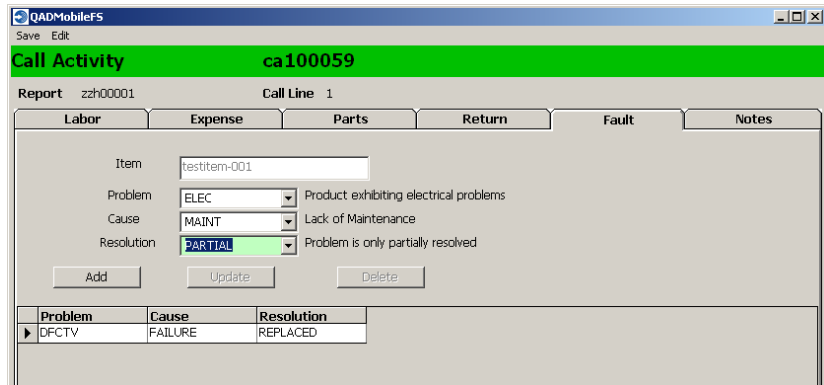 QADMobileFS
Save Edit
Call Activity ca100059
Report zzh00001 Call Line 1
Labor Expense Parts Return Fault Notes
Item testitem-001
Problem ELEC Product exhibiting electrical problems
Cause MAINT Lack of Maintenance
Resolution PARTIAL Problem is only partially resolved
Add Update Delete
Problem Cause Resolution
DFCTV FAILURE REPLACED